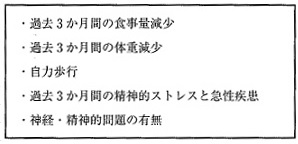 ・過去3か月間の食事量減少
・過去3か月間の体重減少
・自力歩行
・過去3か月間の精神的ストレスと急性疾患
・神経・精神的問題の有無